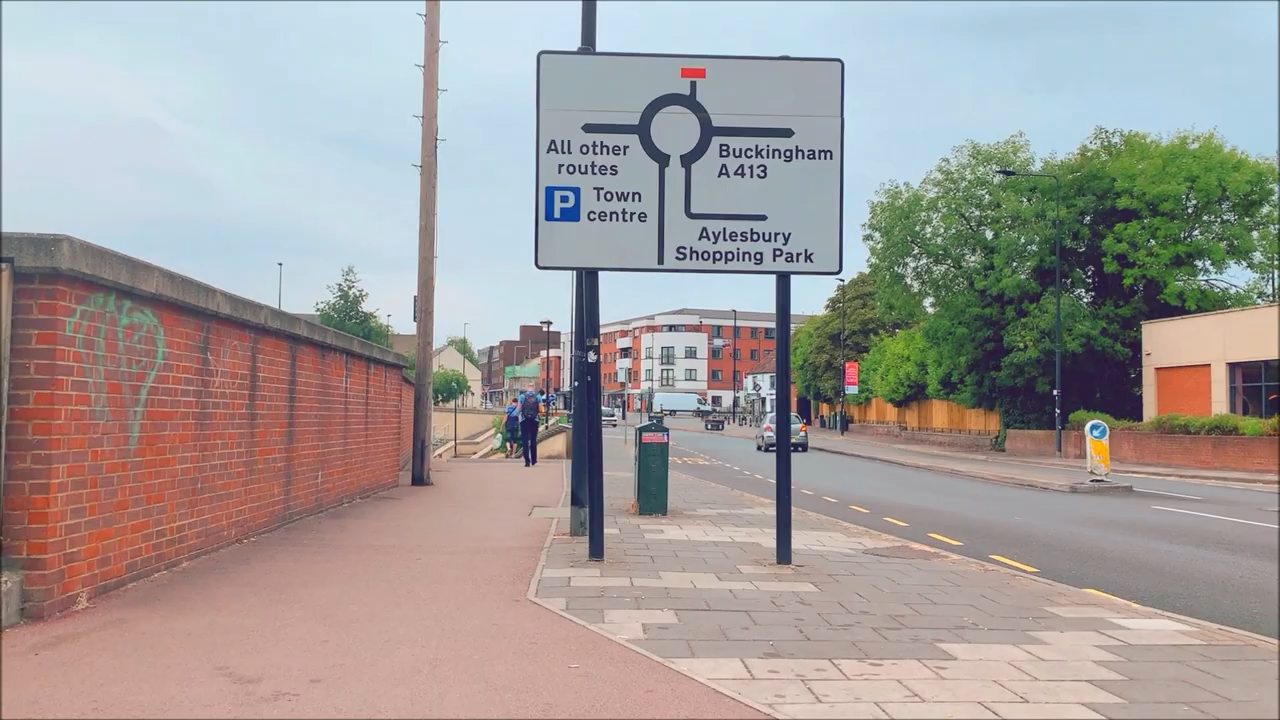 All other
routes
P Town
centre
Buckingham
A413
Aylesbury
Shopping Park